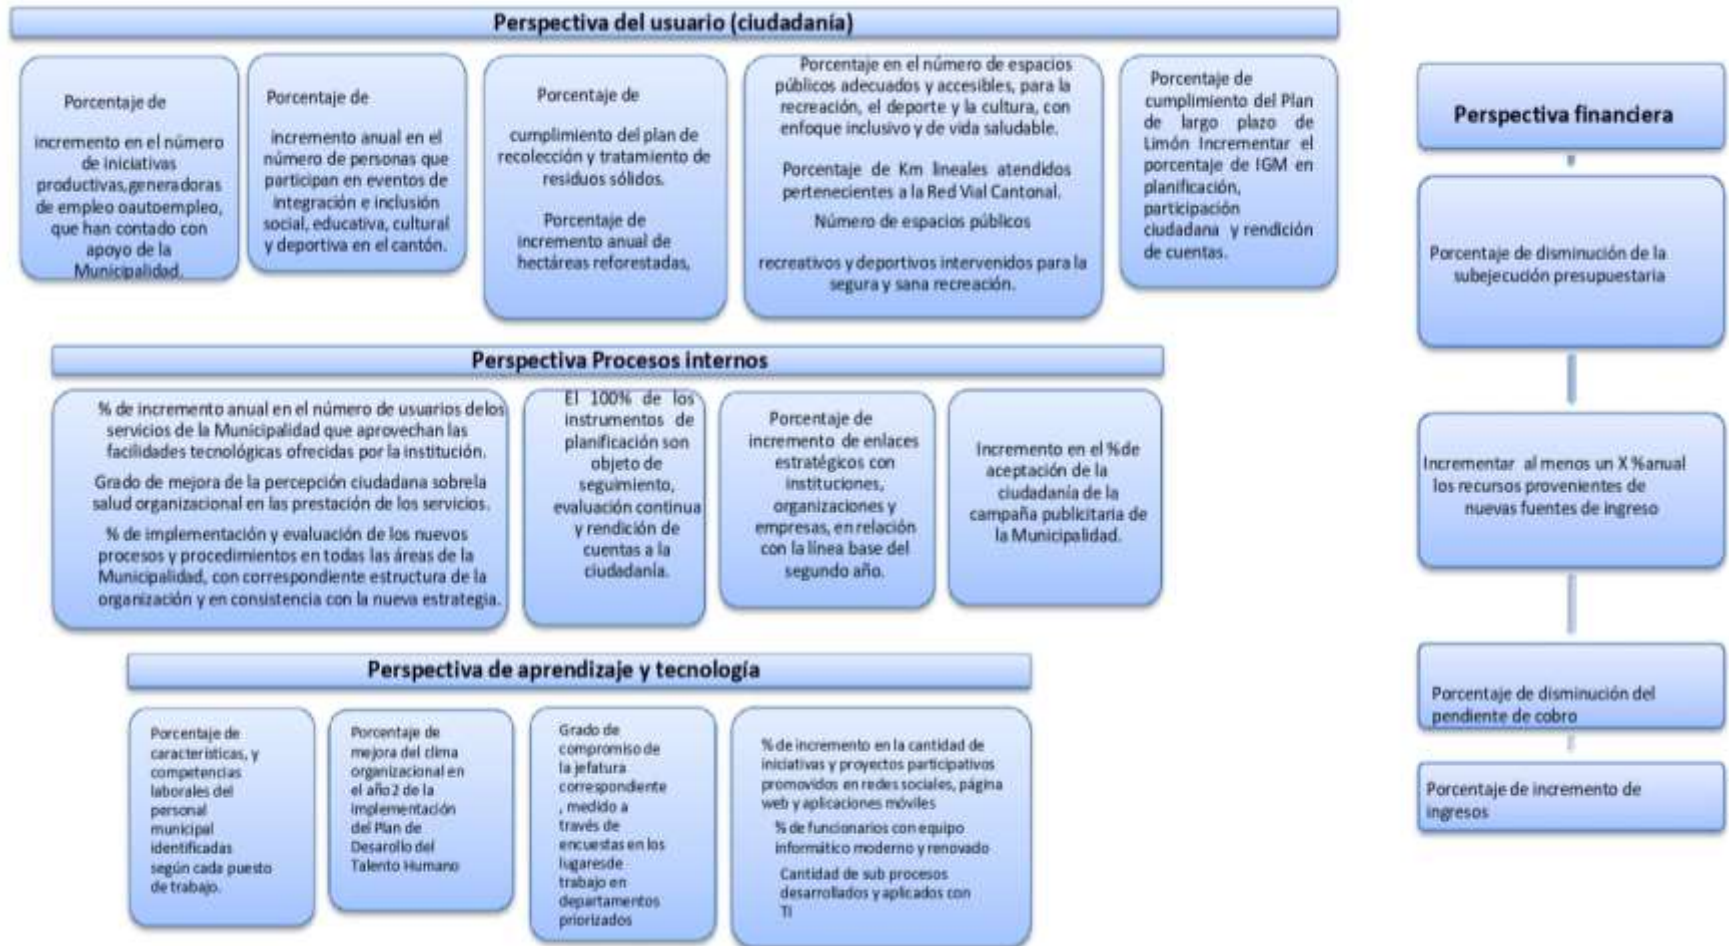 Perspectiva del usuario (ciudadanía)
Porcentaje de
incremento en el número
de iniciativas
productivas,generadoras
de empleo oautoempleo,
que han contado con
apoyo de la
Municipalidad.
Porcentaje de
incremento anual en el
número de personas que
participan en eventos de
integración e inclusión
social, educativa, cultural
y deportiva en el cantón.
Porcentaje de
cumplimiento del plan de
recolección y tratamiento de
residuos sólidos.
Porcentaje de
incremento anual de
hectáreas reforestadas,
Porcentaje en el número de espacios
públicos adecuados y accesibles, para la
recreación, el deporte y la cultura, con
enfoque inclusivo y de vida saludable.
Porcentaje de Km lineales atendidos
pertenecientes a la Red Vial Cantonal.
Número de espacios públicos
recreativos y deportivos intervenidos para la
segura y sana recreación.
Porcentaje de
cumplimiento del Plan
de largo plazo de
Limón Incrementar el
porcentaje de IGM en
planificación,
participación
ciudadana y rendición
de cuentas.
Perspectiva Procesos internos
% de incremento anual en el número de usuarios delos
servicios de la Municipalidad que aprovechan las
facilidades tecnológicas ofrecidas por la institución.
Grado de mejora de la percepción ciudadana sobrela
salud organizacional en las prestación de los servicios.
% de implementación y evaluación de los nuevos
procesos y procedimientos en todas las áreas de la
Municipalidad, con correspondiente estructura de la
organización y en consistencia con la nueva estrategia.
El 100% de los
instrumentos de
planificación son
objeto de
seguimiento,
evaluación continua
y rendición de
cuentas a la
ciudadanía.
Porcentaje de
incremento de enlaces
estratégicos con
instituciones,
organizaciones y
empresas, en relación
con la línea base del
segundo año.
Incremento en el %de
aceptación de la
ciudadanía de la
campaña publicitaria de
la Municipalidad.
Perspectiva de aprendizaje y tecnología
Porcentaje de
características, y
competencias
laborales del
personal
municipal
identificadas
según cada puesto
de trabajo.
Porcentaje de
mejora del clima
organizacional en
el año 2 de la
implementación
del Plan de
Desarollo del
Talento Humano
Grado de
compromiso de
la jefatura
correspondiente
, medido a
través de
encuestas en los
lugaresde
trabajo en
departamentos
priorizados
% de incremento en la cantidad de
iniciativas y proyectos participativos
promovidos en redes sociales, página
web y aplicaciones móviles
% de funcionarios con equipo
informático moderno y renovado
Cantidad de sub procesos
desarrollados y aplicados con
TI
Perspectiva financiera
Porcentaje de disminución de la
subejecución presupuestaria
Incrementar al menos un X %anual
los recursos provenientes de
nuevas fuentes de ingreso
Porcentaje de disminución del
pendiente de cobro
Porcentaje de incremento de
ingresos